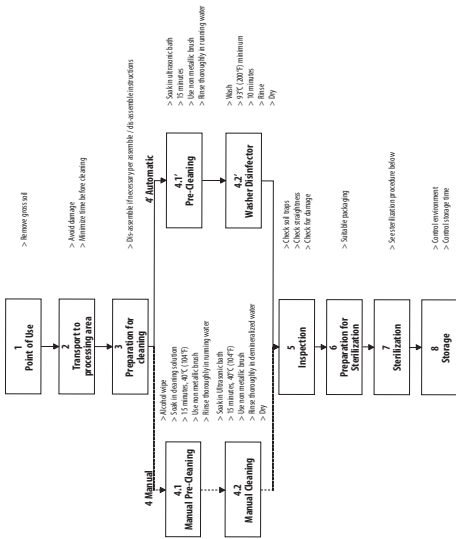 1
Point of Use
> Remove gross soil
2
Transport to
processing area
> Avoid damage
> Minimize time before cleaning
3
Preparation for
cleaning
> Dis-assemble if necessary per assemble / dis-assemble instructions
4 Manual
4.1
Manual Pre-Cleaning
> Alcohol wipe
> Soak in cleaning solution
> 15 minutes, 40°C (104°F)
> Use non metallic brush
> Rinse thoroughly in running water
4.2
Manual Cleaning
> Soak in Ultrasonic bath
> 15 minutes, 40°C (104°F)
> Use non metallic brush
> Rinse thoroughly in demineralized water
> Dry
4' Automatic
4.1'
Pre-Cleaning
> Soak in ultrasonic bath
> 15 minutes
> Use non metallic brush
> Rinse thoroughly in running water
4.2'
Washer Disinfector
> Wash
> 93°C (200°F) minimum
> 10 minutes
> Rinse
> Dry
5
Inspection
> Check soil traps
> Check straightness
> Check for damage
6
Preparation for
Sterilization
> Suitable packaging
7
Sterilization
> See sterilization procedure below
8
Storage
> Control environment
> Control storage time